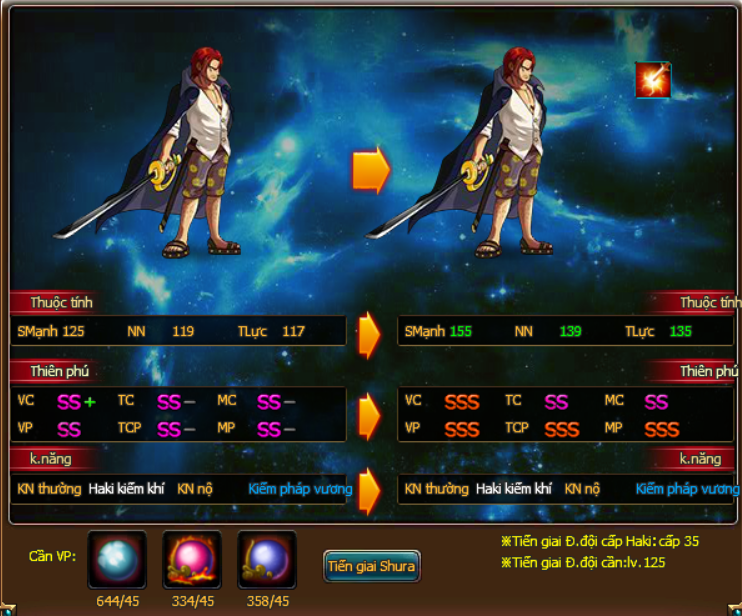 Thuộc tính Thuộc tính
SMạnh 125 NN 119 TLực 117 SMạnh 155 NN 139 TLực 135
Thiên phú Thiên phú
VC SS+ TC SS- MC SS- VC SSS TC SS MC SS
VP SS TCP SS- MP SS- VP SSS TCP SSS MP SSS
k.năng k.năng
KN thường Haki kiếm khí KN nộ Kiếm pháp vương KN thường Haki kiếm khí KN nộ Kiếm pháp vương
Cần VP: Tiến giai Shura ※Tiến giai Đ.đội cấp Haki: cấp 35
※Tiến giai Đ.đội cần:lv.125
644/45 334/45 358/45